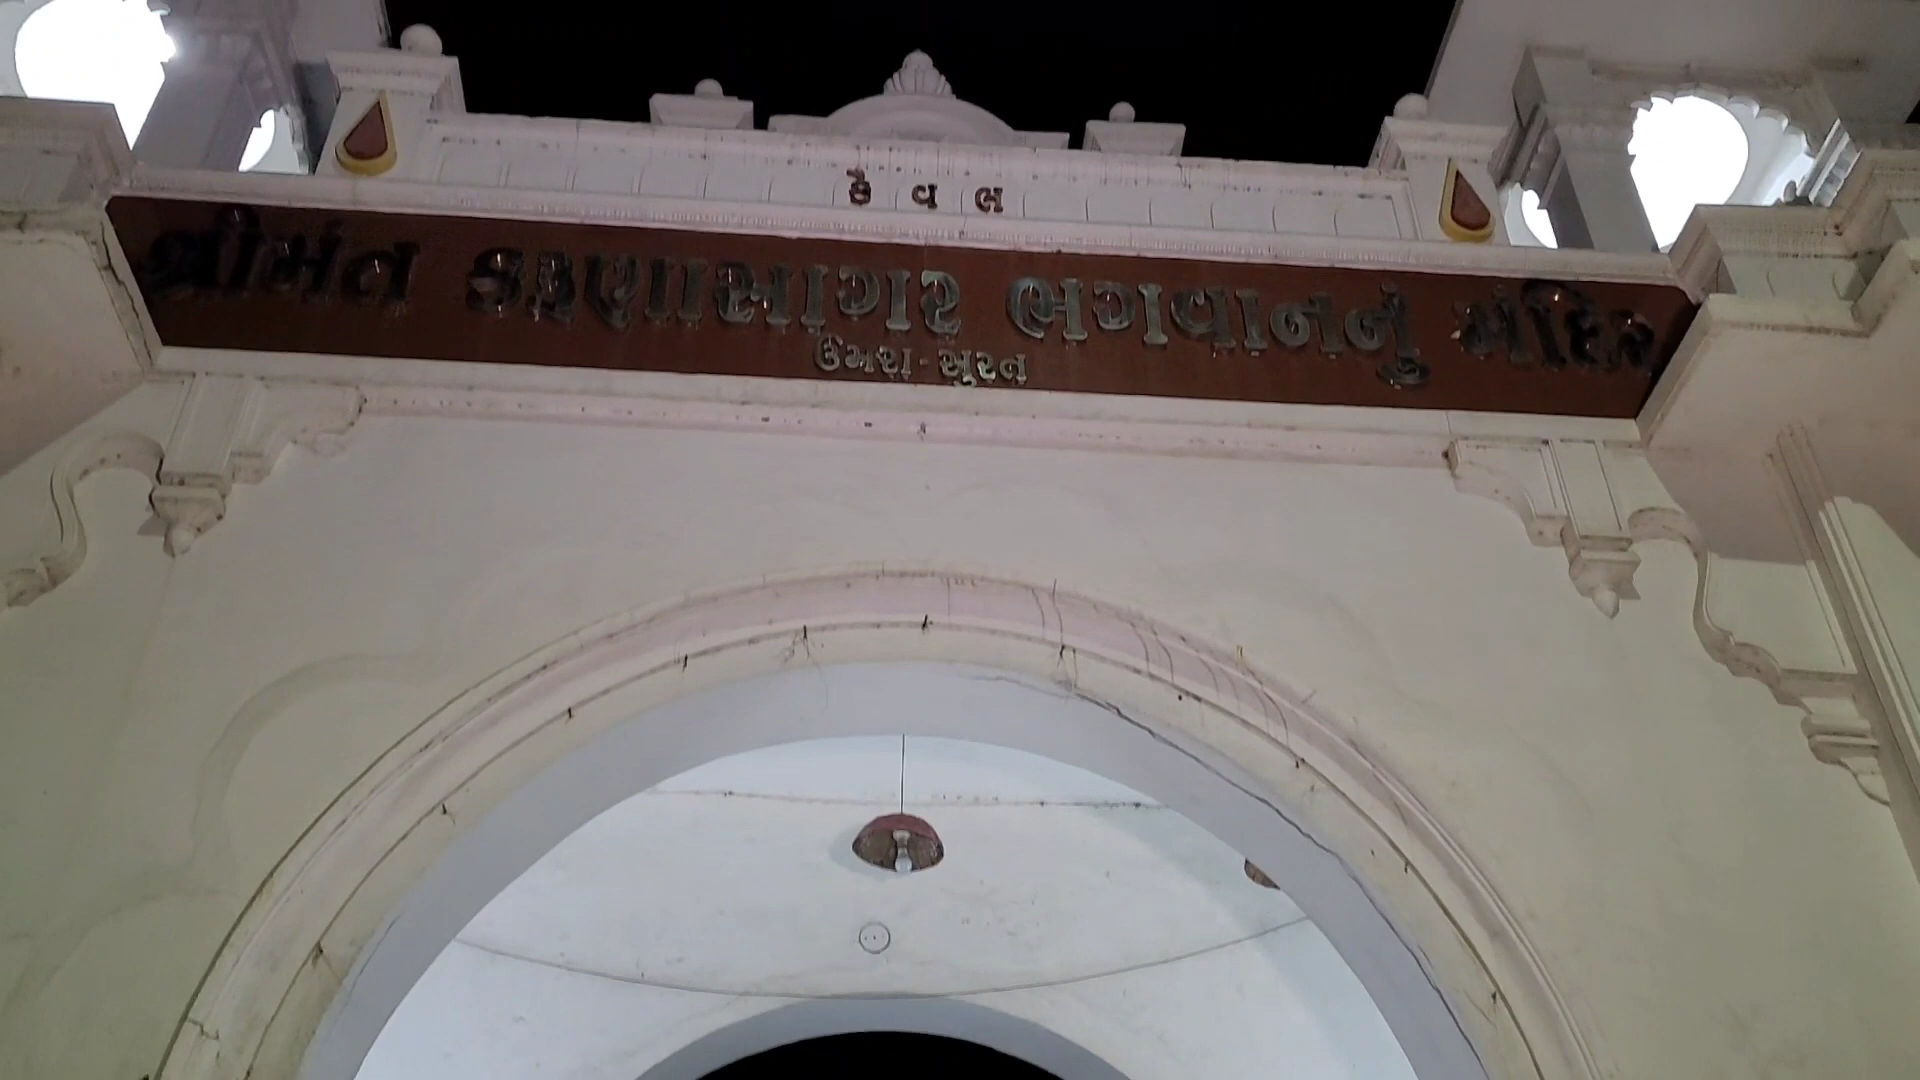 કૈવલ
શ્રીમંત કરૂણાસાગર ભગવાનનું મંદિર
ઉમરા - સુરત